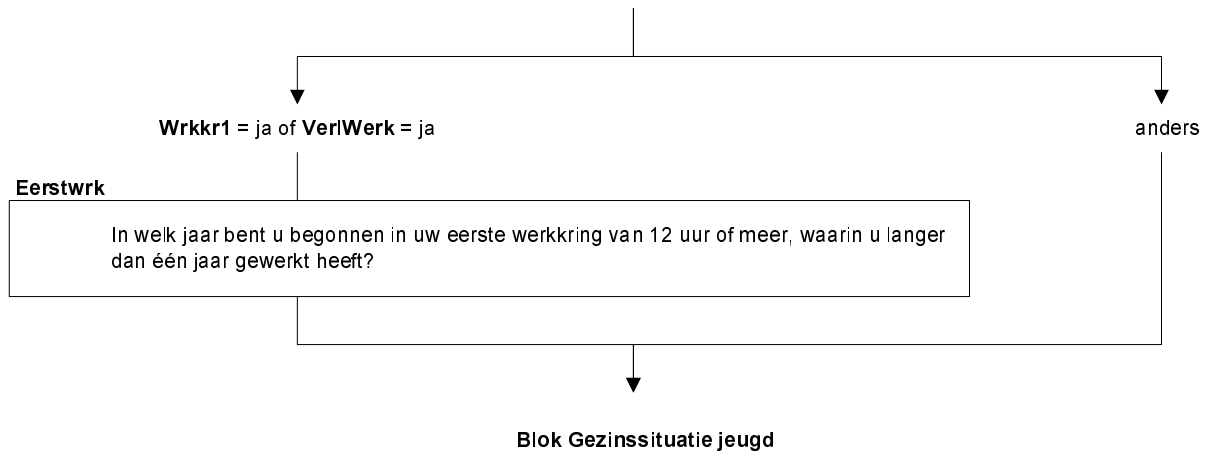 Wrkkr1 = ja of VerlWerk = ja
anders
Eerstwrk
In welk jaar bent u begonnen in uw eerste werkkring van 12 uur of meer, waarin u langer
dan één jaar gewerkt heeft?
Blok Gezinssituatie jeugd